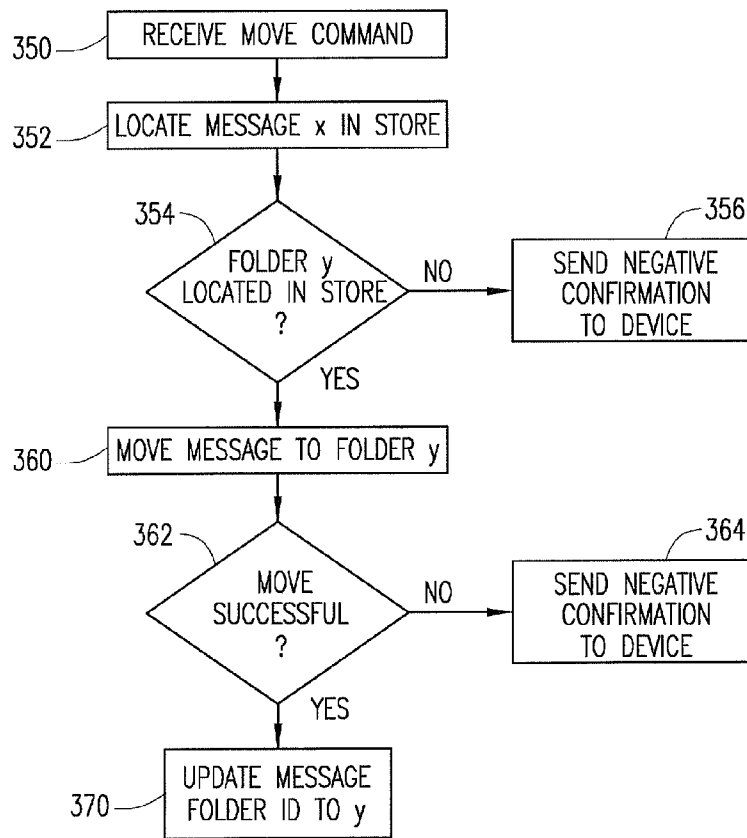 350
RECEIVE MOVE COMMAND
352
LOCATE MESSAGE x IN STORE
354
FOLDER y
LOCATED IN STORE
?
NO
356
SEND NEGATIVE
CONFIRMATION
TO DEVICE
YES
360
MOVE MESSAGE TO FOLDER y
362
MOVE
SUCCESSFUL
?
NO
364
SEND NEGATIVE
CONFIRMATION
TO DEVICE
YES
370
UPDATE MESSAGE
FOLDER ID TO y